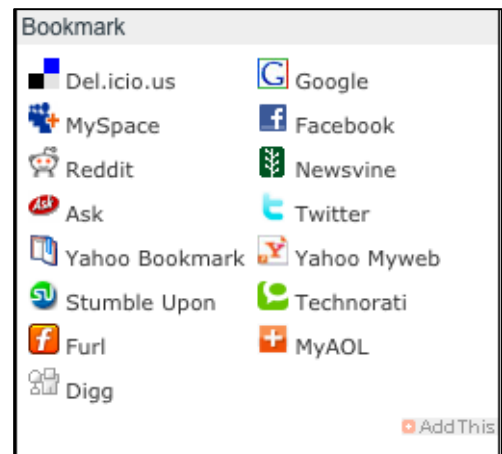 Bookmark
Del.icio.us Google
MySpace Facebook
Reddit Newsvine
Ask Ask Twitter
Yahoo Bookmark Yahoo Myweb
Stumble Upon Technorati
Furl MyAOL
Digg
AddThis